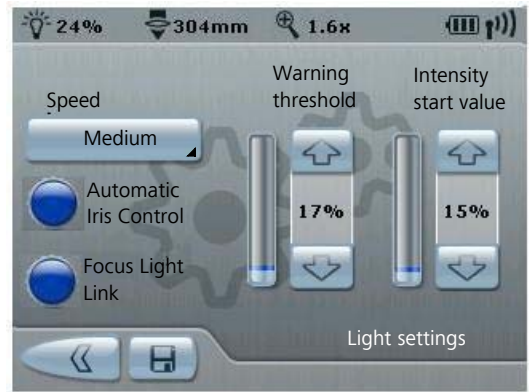 24% 304mm 1.6x
Speed
Medium
Automatic
Iris Control
Focus Light
Link
Warning
threshold
17%
Intensity
start value
15%
Light settings